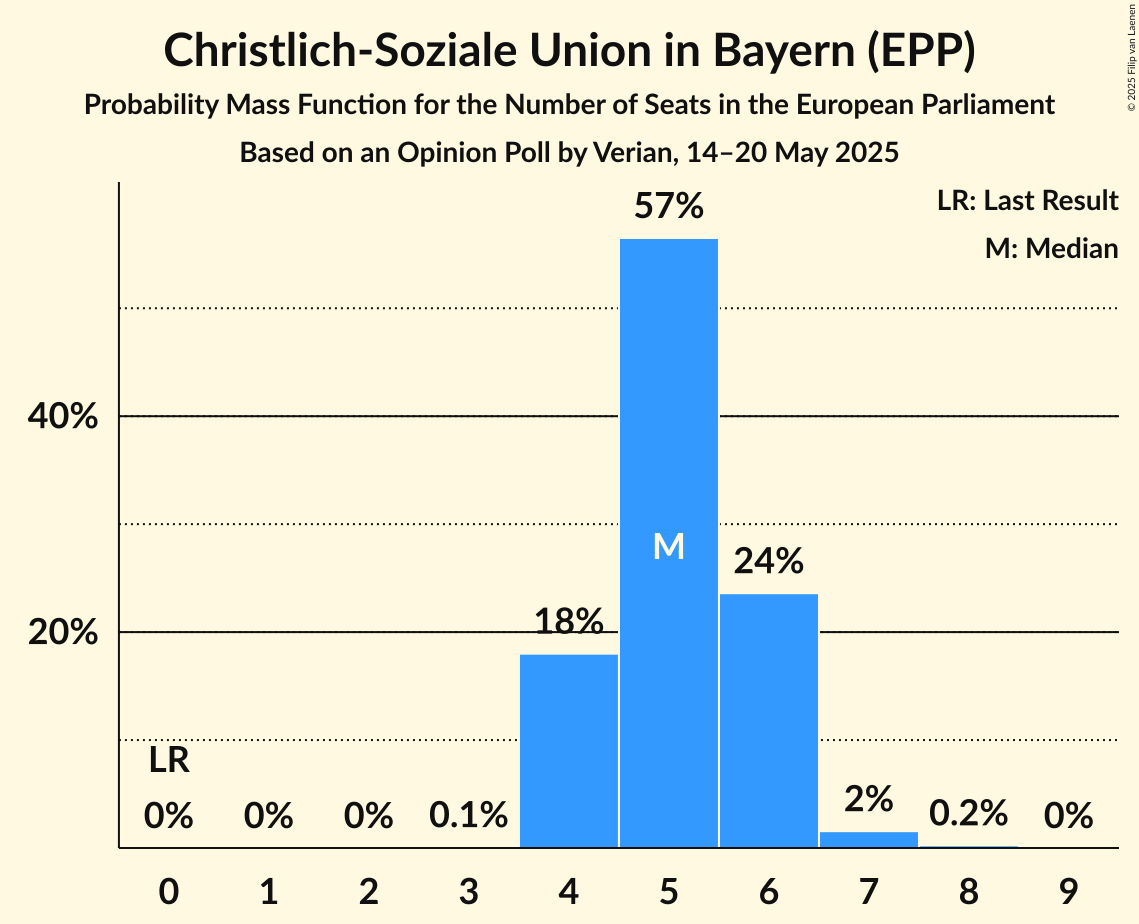 Christlich-Soziale Union in Bayern (EPP)
Probability Mass Function for the Number of Seats in the European Parliament
Based on an Opinion Poll by Verian, 14–20 May 2025
© 2025 Filip van Laenen
LR: Last Result
M: Median
57%
40%
M
24%
18%
20%
LR
0%
0%
0%
0.1%
2%
0.2%
0%
0 1 2 3 4 5 6 7 8 9